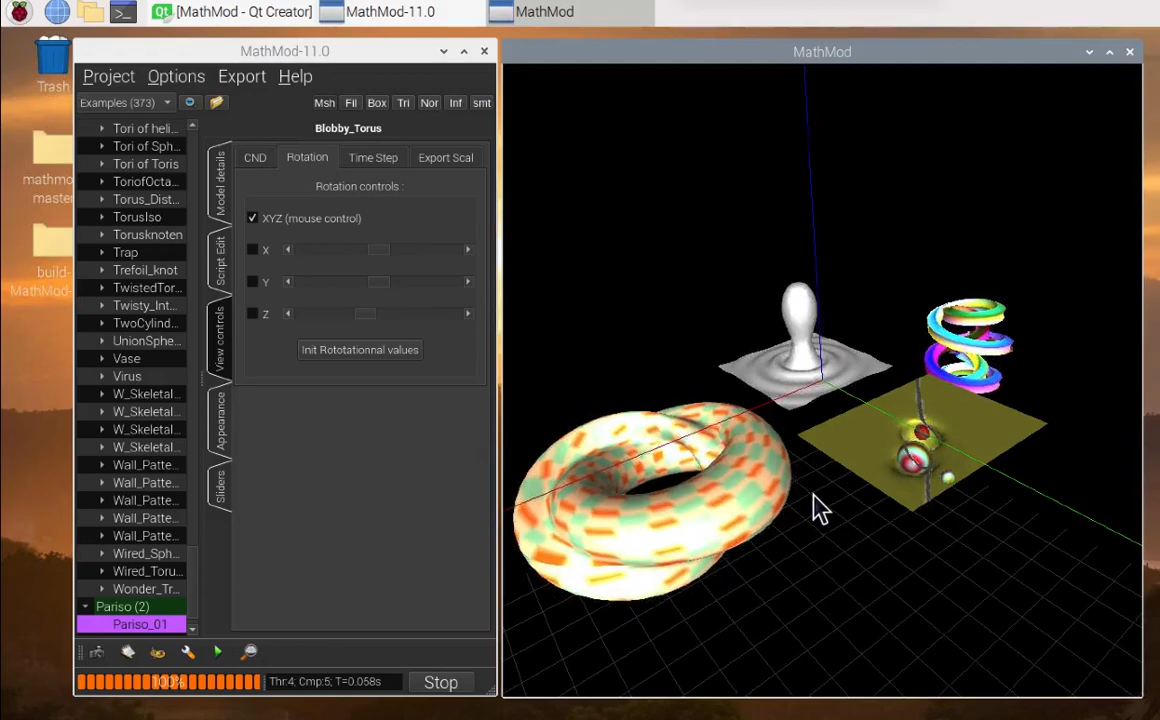 [MathMod - Qt Creator]
MathMod-11.0
MathMod
Trash
mathmo
master
build-
MathMod-
MathMod-11.0
Project Options Export Help
Examples (373)
Msh Fil Box Tri Nor Inf smt
Blobby_Torus
Tori of heli...
Tori of Sph...
Tori of Toris
ToriofOcta...
Torus_Dist...
TorusIso
Torusknoten
Trap
Trefoil_knot
TwistedTor...
Twisty_Int...
TwoCylind...
UnionSphe...
Vase
Virus
W_Skeletal...
W_Skeletal...
W_Skeletal...
W_Skeletal...
Wall_Patte...
Wall_Patte...
Wall_Patte...
Wall_Patte...
Wall_Patte...
Wired_Sph...
Wired_Toru...
Wonder_Tr...
Pariso (2)
Pariso_01
Model details
Script Edit
View controls
Appearance
Sliders
CND Rotation Time Step Export Scal
Rotation controls :
XYZ (mouse control)
X
Y
Z
Init Rototationnal values
100%
Thr:4; Cmp:5; T=0.058s
Stop
MathMod